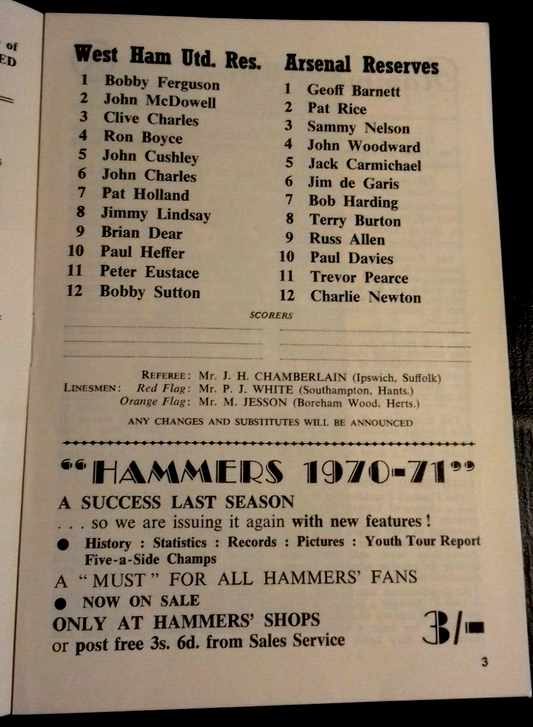 of
ED
West Ham Utd. Res.
1 Bobby Ferguson
2 John McDowell
3 Clive Charles
4 Ron Boyce
5 John Cushley
6 John Charles
7 Pat Holland
8 Jimmy Lindsay
9 Brian Dear
10 Paul Heffer
11 Peter Eustace
12 Bobby Sutton
Arsenal Reserves
1 Geoff Barnett
2 Pat Rice
3 Sammy Nelson
4 John Woodward
5 Jack Carmichael
6 Jim de Garis
7 Bob Harding
8 Terry Burton
9 Russ Allen
10 Paul Davies
11 Trevor Pearce
12 Charlie Newton
SCORERS
REFEREE: Mr. J. H. CHAMBERLAIN (Ipswich, Suffolk)
LINESMEN: Red Flag: Mr. P. J. WHITE (Southampton, Hants.)
Orange Flag: Mr. M. JESSON (Boreham Wood, Herts.)
ANY CHANGES AND SUBSTITUTES WILL BE ANNOUNCED
“HAMMERS 1970-71”
A SUCCESS LAST SEASON
. . . so we are issuing it again with new features !
● History : Statistics : Records : Pictures : Youth Tour Report
Five-a-Side Champs
A “ MUST ” FOR ALL HAMMERS’ FANS
● NOW ON SALE
ONLY AT HAMMERS’ SHOPS
or post free 3s. 6d. from Sales Service
3/-
3